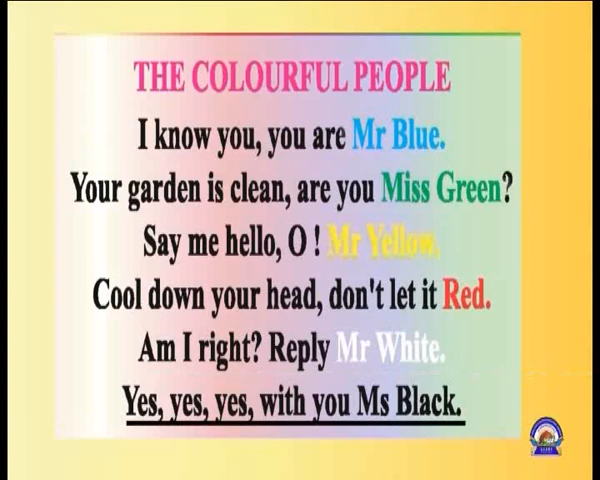 THE COLOURFUL PEOPLE
I know you, you are Mr Blue.
Your garden is clean, are you Miss Green?
Say me hello, O ! Mr Yellow.
Cool down your head, don't let it Red.
Am I right? Reply Mr White.
Yes, yes, yes, with you Ms Black.